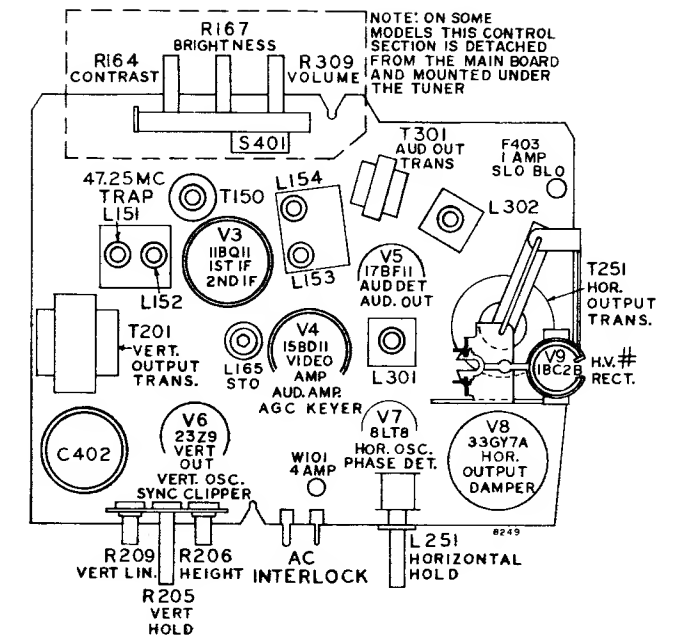 R167
BRIGHTNESS
R164
CONTRAST
R309
VOLUME
NOTE: ON SOME
MODELS THIS CONTROL
SECTION IS DETACHED
FROM THE MAIN BOARD
AND MOUNTED UNDER
THE TUNER
S401
T301
AUD OUT
TRANS
F403
1 AMP
SLO BLO
47.25MC
TRAP
L151
T150
L154
L302
V3
11BQ11
1ST IF
2ND IF
L153
V5
17BF11
AUD DET
AUD. OUT
T251
HOR.
OUTPUT
TRANS.
L152
T201
VERT.
OUTPUT
TRANS.
L165
STO
V4
15BD11
VIDEO
AMP
AUD. AMP.
AGC KEYER
L301
V9
1BC2B
H.V.#
RECT.
C402
V6
23Z9
VERT
OUT
VERT. OSC.
SYNC CLIPPER
W101
4 AMP
V7
8LT8
HOR. OSC.
PHASE DET.
V8
33GY7A
HOR.
OUTPUT
DAMPER
8249
R209
VERT LIN.
R206
HEIGHT
R205
VERT
HOLD
AC
INTERLOCK
L251
HORIZONTAL
HOLD